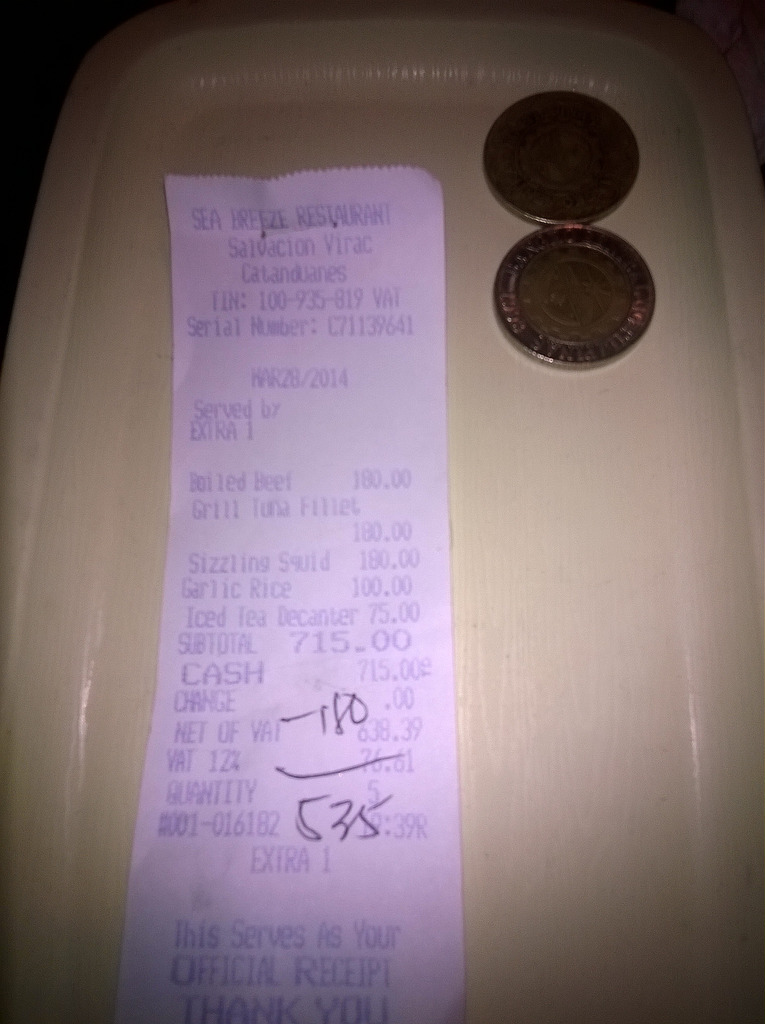 SEA BREEZE RESTAURANT
Salvacion Virac
Catanduanes
TIN: 100-935-819 VAT
Serial Number: C71139641
MAR28/2014
Served by
EXTRA 1
Boiled Beef 180.00
Grill Tuna Fillet
180.00
Sizzling Squid 180.00
Garlic Rice 100.00
Iced Tea Decanter 75.00
SUBTOTAL 715.00
CASH 715.00
CHANGE .00
-180
NET OF VAT 638.39
VAT 12% 76.61
QUANTITY 5
535
#001-016182 :39R
EXTRA 1
This Serves As Your
OFFICIAL RECEIPT
THANK YOU